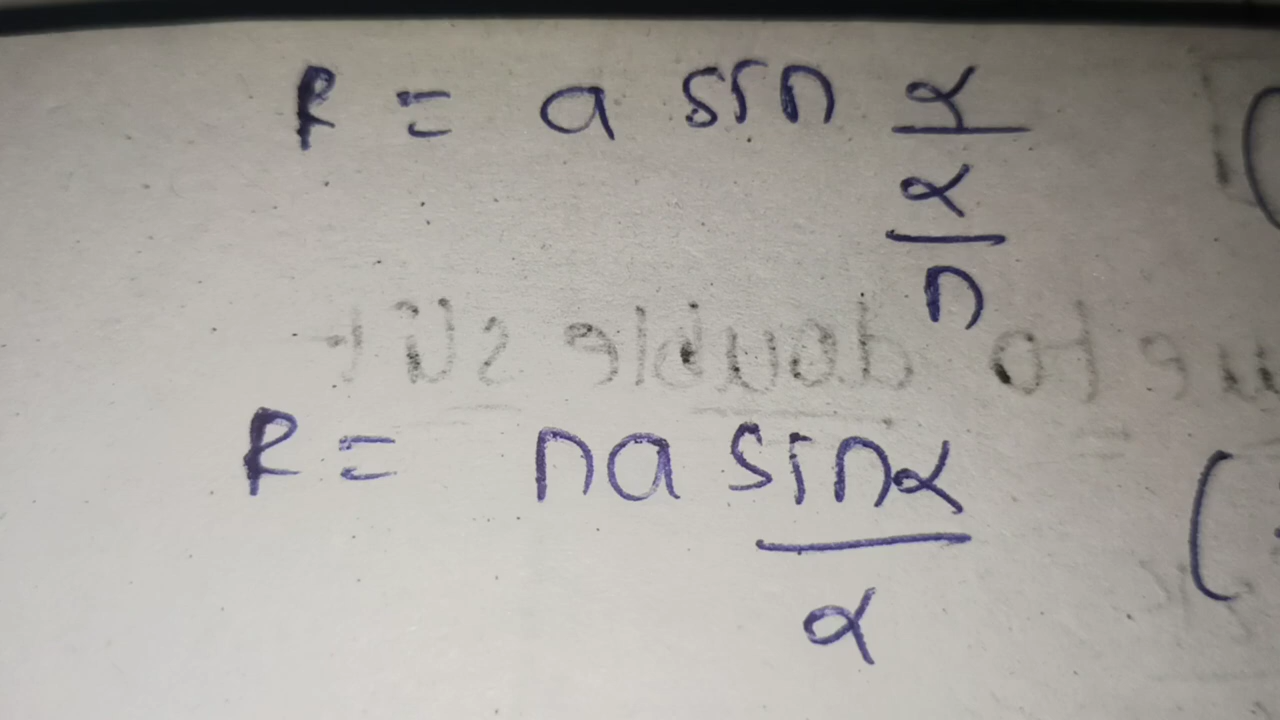 R = a sin α
α
n
R = na sinα
α